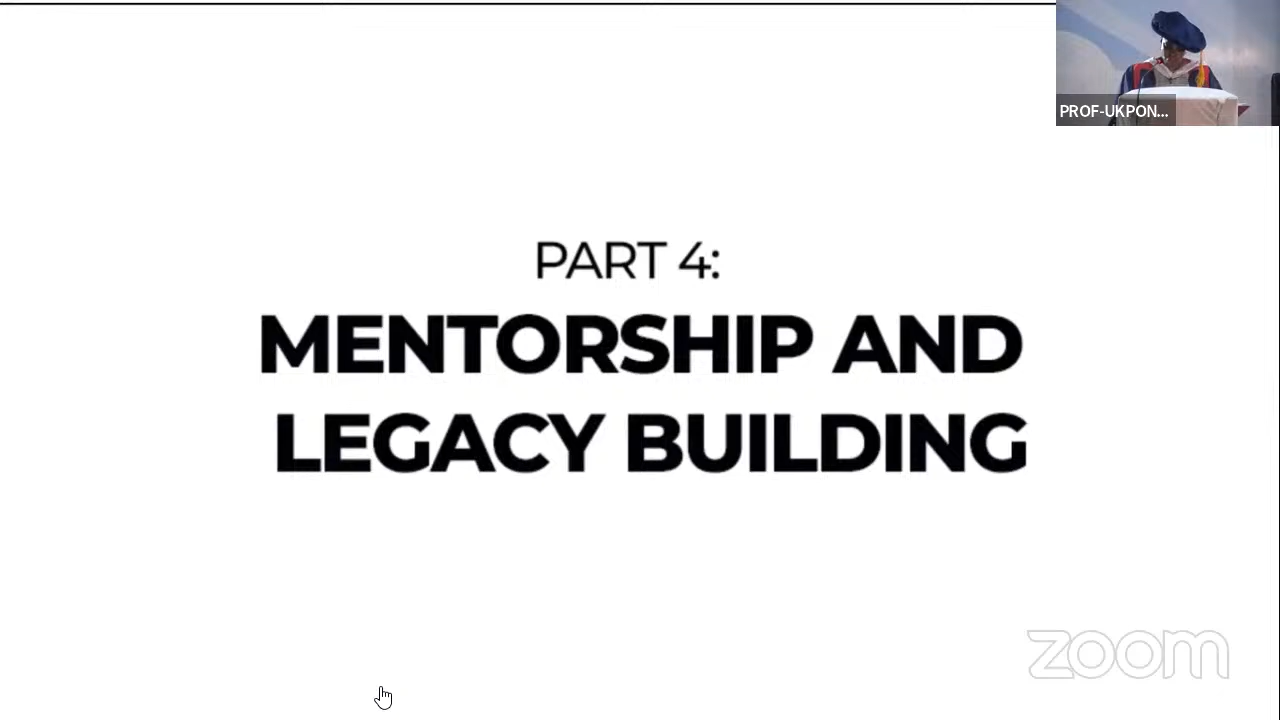 PROF-UKPON...
PART 4:
MENTORSHIP AND
LEGACY BUILDING
zoom